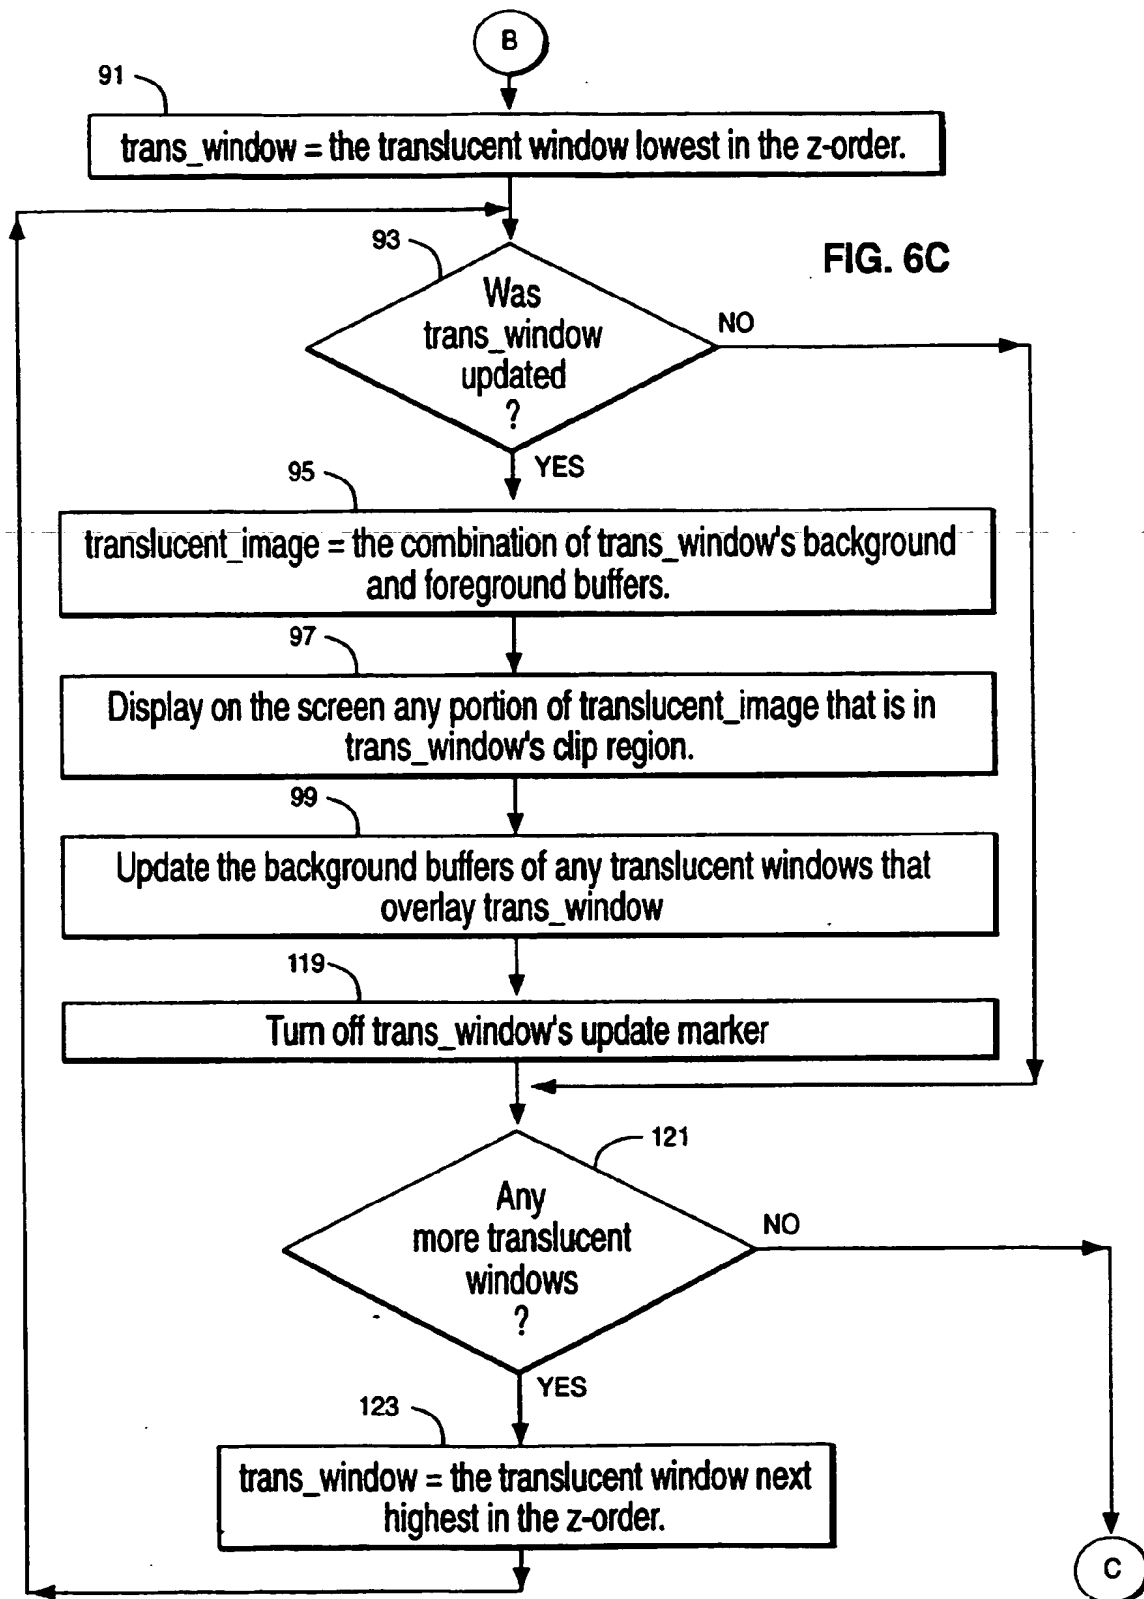 B
91
trans_window = the translucent window lowest in the z-order.
93
FIG. 6C
Was
trans_window
updated
?
NO
YES
95
translucent_image = the combination of trans_window's background
and foreground buffers.
97
Display on the screen any portion of translucent_image that is in
trans_window's clip region.
99
Update the background buffers of any translucent windows that
overlay trans_window
119
Turn off trans_window's update marker
121
Any
more translucent
windows
?
NO
YES
123
trans_window = the translucent window next
highest in the z-order.
C